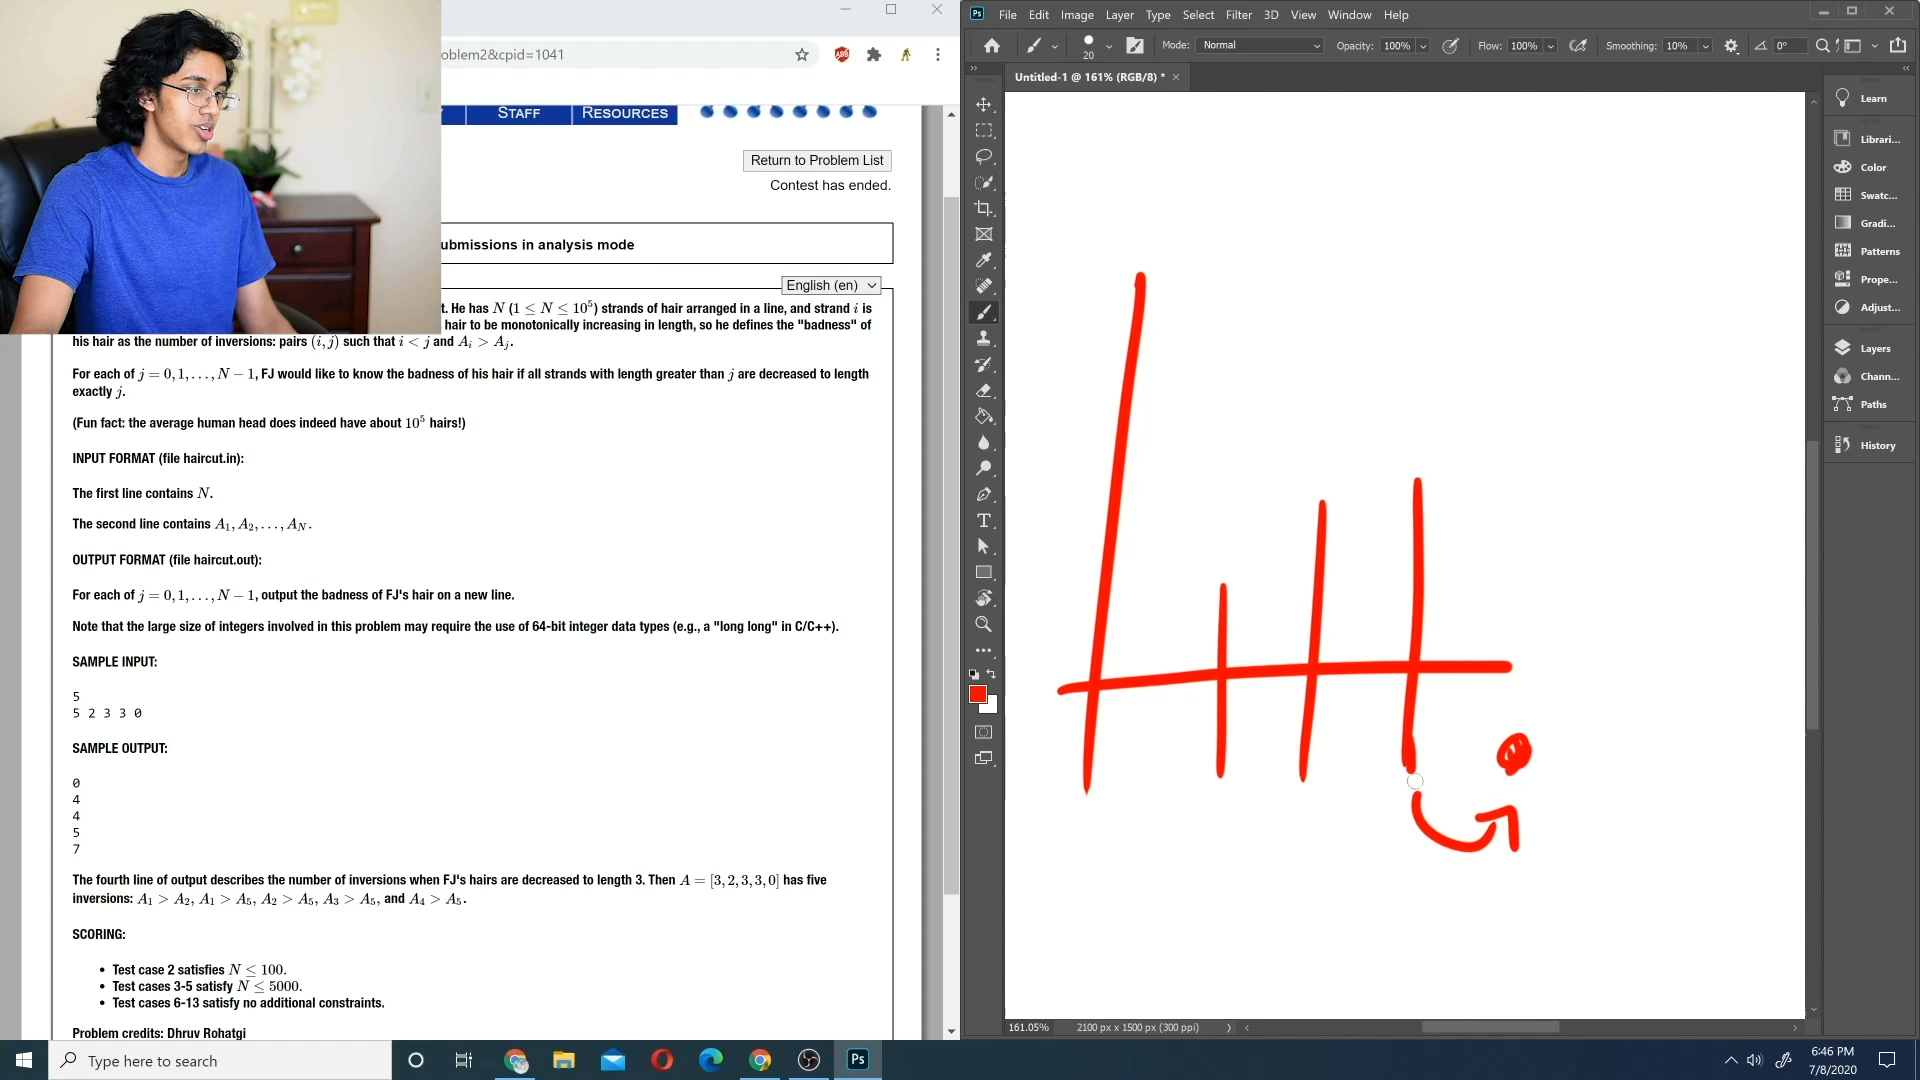 oblem2&cpid=1041
STAFF RESOURCES
Return to Problem List
Contest has ended.
ubmissions in analysis mode
English (en)
t. He has N (1 ≤ N ≤ 10⁵) strands of hair arranged in a line, and strand i is
hair to be monotonically increasing in length, so he defines the "badness" of
his hair as the number of inversions: pairs (i, j) such that i < j and Aᵢ > Aⱼ.
For each of j = 0, 1, . . . , N − 1, FJ would like to know the badness of his hair if all strands with length greater than j are decreased to length
exactly j.
(Fun fact: the average human head does indeed have about 10⁵ hairs!)
INPUT FORMAT (file haircut.in):
The first line contains N.
The second line contains A₁, A₂, . . . , A_N.
OUTPUT FORMAT (file haircut.out):
For each of j = 0, 1, . . . , N − 1, output the badness of FJ's hair on a new line.
Note that the large size of integers involved in this problem may require the use of 64-bit integer data types (e.g., a "long long" in C/C++).
SAMPLE INPUT:
5
5 2 3 3 0
SAMPLE OUTPUT:
0
4
4
5
7
The fourth line of output describes the number of inversions when FJ's hairs are decreased to length 3. Then A = [3, 2, 3, 3, 0] has five
inversions: A₁ > A₂, A₁ > A₅, A₂ > A₅, A₃ > A₅, and A₄ > A₅.
SCORING:
• Test case 2 satisfies N ≤ 100.
• Test cases 3-5 satisfy N ≤ 5000.
• Test cases 6-13 satisfy no additional constraints.
Problem credits: Dhruv Rohatgi
Ps File Edit Image Layer Type Select Filter 3D View Window Help
20 Mode: Normal Opacity: 100% Flow: 100% Smoothing: 10% 0°
Untitled-1 @ 161% (RGB/8) * ×
Learn
Librari...
Color
Swatc...
Gradi...
Patterns
Prope...
Adjust...
Layers
Chann...
Paths
History
161.05% 2100 px x 1500 px (300 ppi)
Type here to search
Ps
6:46 PM
7/8/2020